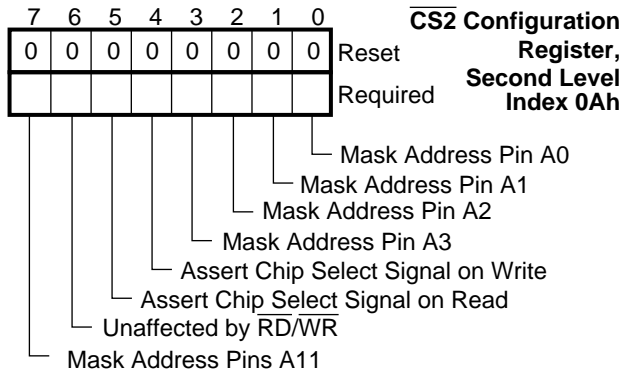 7 6 5 4 3 2 1 0
CS2 Configuration
Register,
Second Level
Index 0Ah
0 0 0 0 0 0 0 0 Reset
Required
Mask Address Pin A0
Mask Address Pin A1
Mask Address Pin A2
Mask Address Pin A3
Assert Chip Select Signal on Write
Assert Chip Select Signal on Read
Unaffected by RD/WR
Mask Address Pins A11